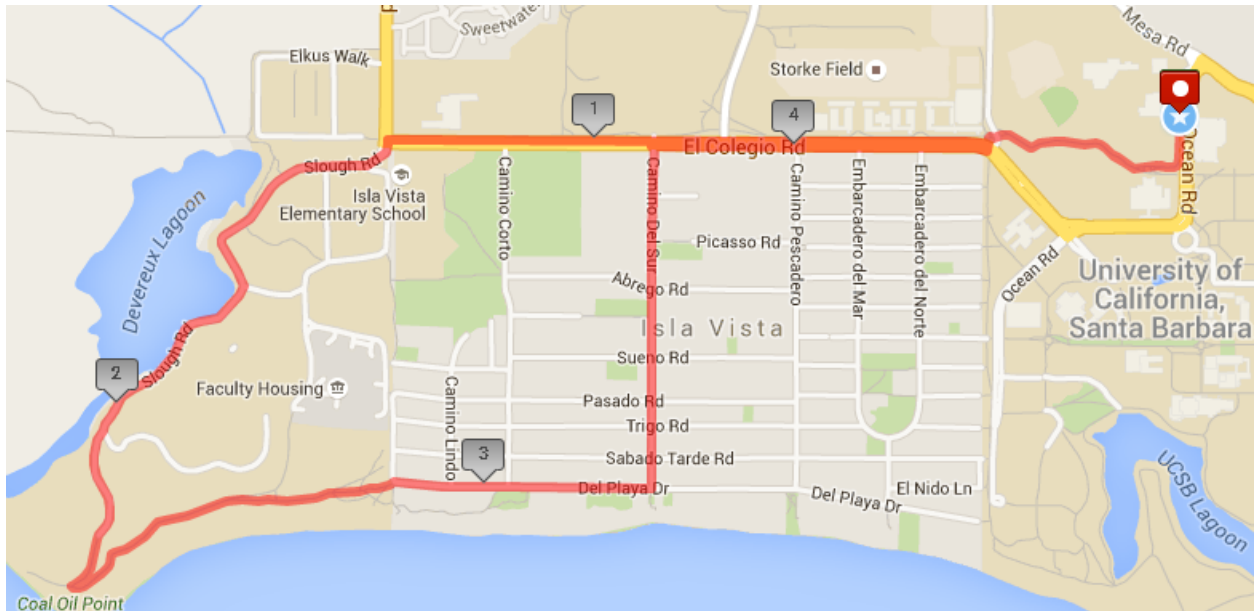 Sweetwater
Mesa Rd
Elkus Walk
Storke Field
1
4
El Colegio Rd
Slough Rd
Isla Vista
Elementary School
Camino Corto
Camino Del Sur
Camino Pescadero
Embarcadero del Mar
Embarcadero del Norte
Ocean Rd
Devereux Lagoon
Picasso Rd
Ocean Rd
University of
California,
Santa Barbara
Abrego Rd
Isla Vista
Slough Rd
Sueno Rd
2
Faculty Housing
Camino Lindo
Pasado Rd
Trigo Rd
3
Sabado Tarde Rd
Del Playa Dr
Del Playa Dr
El Nido Ln
UCSB Lagoon
Coal Oil Point